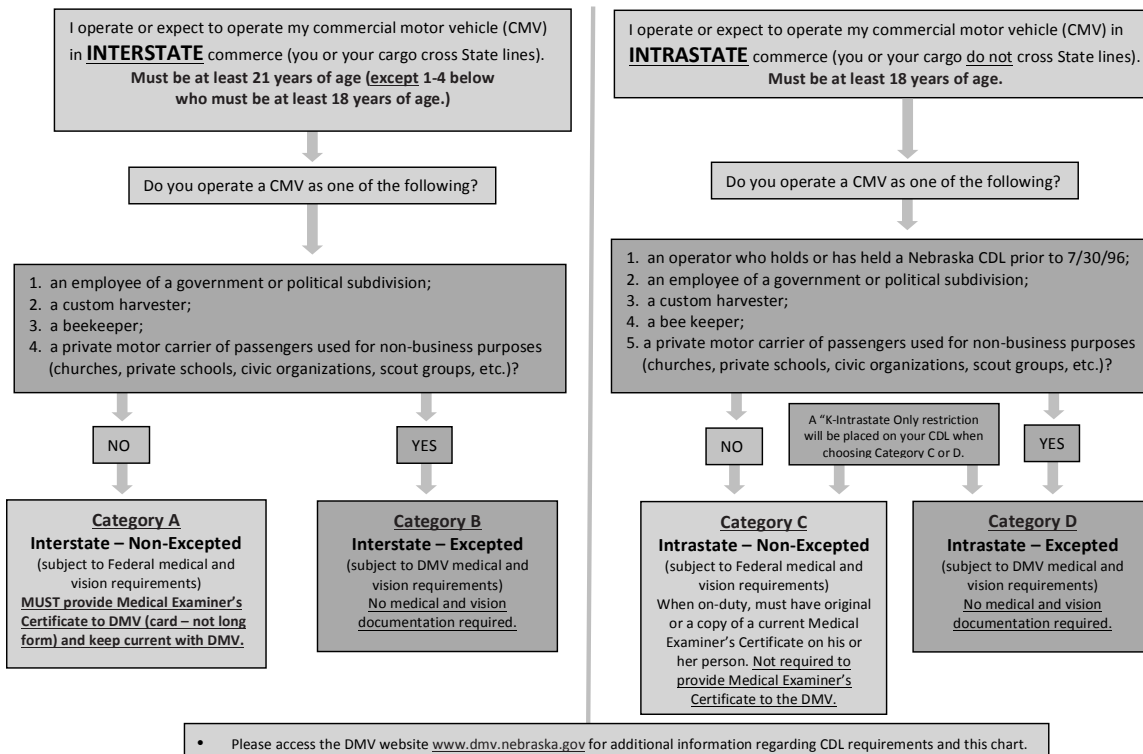 I operate or expect to operate my commercial motor vehicle (CMV)
in INTERSTATE commerce (you or your cargo cross State lines).
Must be at least 21 years of age (except 1-4 below
who must be at least 18 years of age.)
Do you operate a CMV as one of the following?
1. an employee of a government or political subdivision;
2. a custom harvester;
3. a beekeeper;
4. a private motor carrier of passengers used for non-business purposes
(churches, private schools, civic organizations, scout groups, etc.)?
NO
YES
Category A
Interstate – Non-Excepted
(subject to Federal medical and
vision requirements)
MUST provide Medical Examiner's
Certificate to DMV (card – not long
form) and keep current with DMV.
Category B
Interstate – Excepted
(subject to DMV medical and
vision requirements)
No medical and vision
documentation required.
I operate or expect to operate my commercial motor vehicle (CMV) in
INTRASTATE commerce (you or your cargo do not cross State lines).
Must be at least 18 years of age.
Do you operate a CMV as one of the following?
1. an operator who holds or has held a Nebraska CDL prior to 7/30/96;
2. an employee of a government or political subdivision;
3. a custom harvester;
4. a bee keeper;
5. a private motor carrier of passengers used for non-business purposes
(churches, private schools, civic organizations, scout groups, etc.)?
NO
A "K-Intrastate Only restriction
will be placed on your CDL when
choosing Category C or D.
YES
Category C
Intrastate – Non-Excepted
(subject to Federal medical and
vision requirements)
When on-duty, must have original
or a copy of a current Medical
Examiner's Certificate on his or
her person. Not required to
provide Medical Examiner's
Certificate to the DMV.
Category D
Intrastate – Excepted
(subject to DMV medical and
vision requirements)
No medical and vision
documentation required.
• Please access the DMV website www.dmv.nebraska.gov for additional information regarding CDL requirements and this chart.